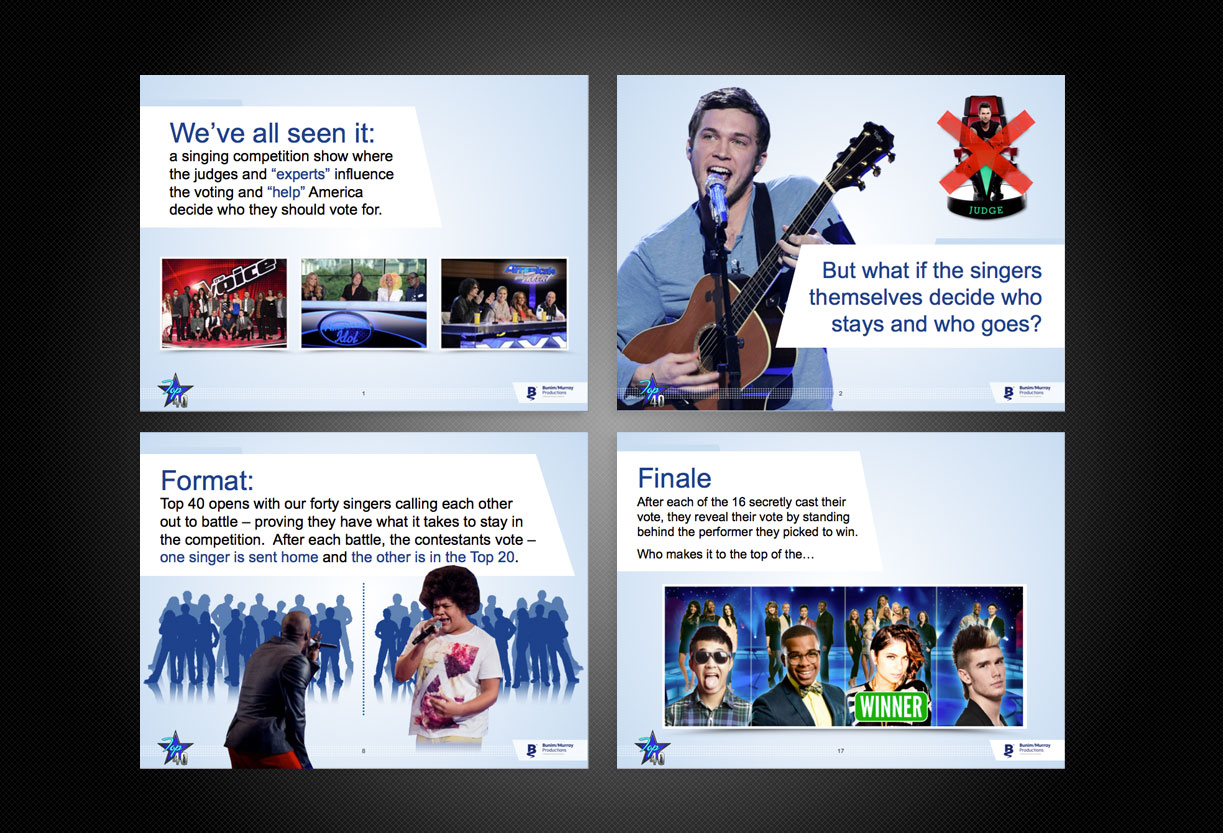 We've all seen it:
a singing competition show where
the judges and “experts” influence
the voting and “help” America
decide who they should vote for.
Voice
American
Idol
Top
40
1
B
Bunim/Murray
Productions
JUDGE
But what if the singers
themselves decide who
stays and who goes?
Top
40
2
B
Bunim/Murray
Productions
Format:
Top 40 opens with our forty singers calling each other
out to battle – proving they have what it takes to stay in
the competition.  After each battle, the contestants vote –
one singer is sent home and the other is in the Top 20.
Top
40
8
B
Bunim/Murray
Productions
Finale
After each of the 16 secretly cast their
vote, they reveal their vote by standing
behind the performer they picked to win.
Who makes it to the top of the…
WINNER
Top
40
17
B
Bunim/Murray
Productions